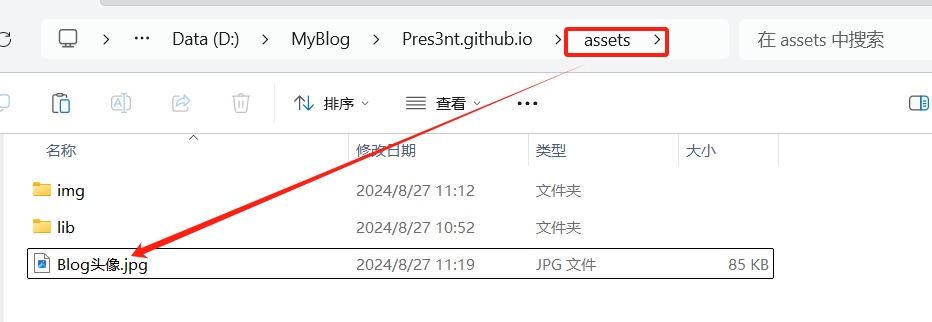 Data (D:) MyBlog Pres3nt.github.io assets 在 assets 中搜索
排序 查看
名称 修改日期 类型 大小
img 2024/8/27 11:12 文件夹
lib 2024/8/27 10:52 文件夹
Blog头像.jpg 2024/8/27 11:19 JPG 文件 85 KB